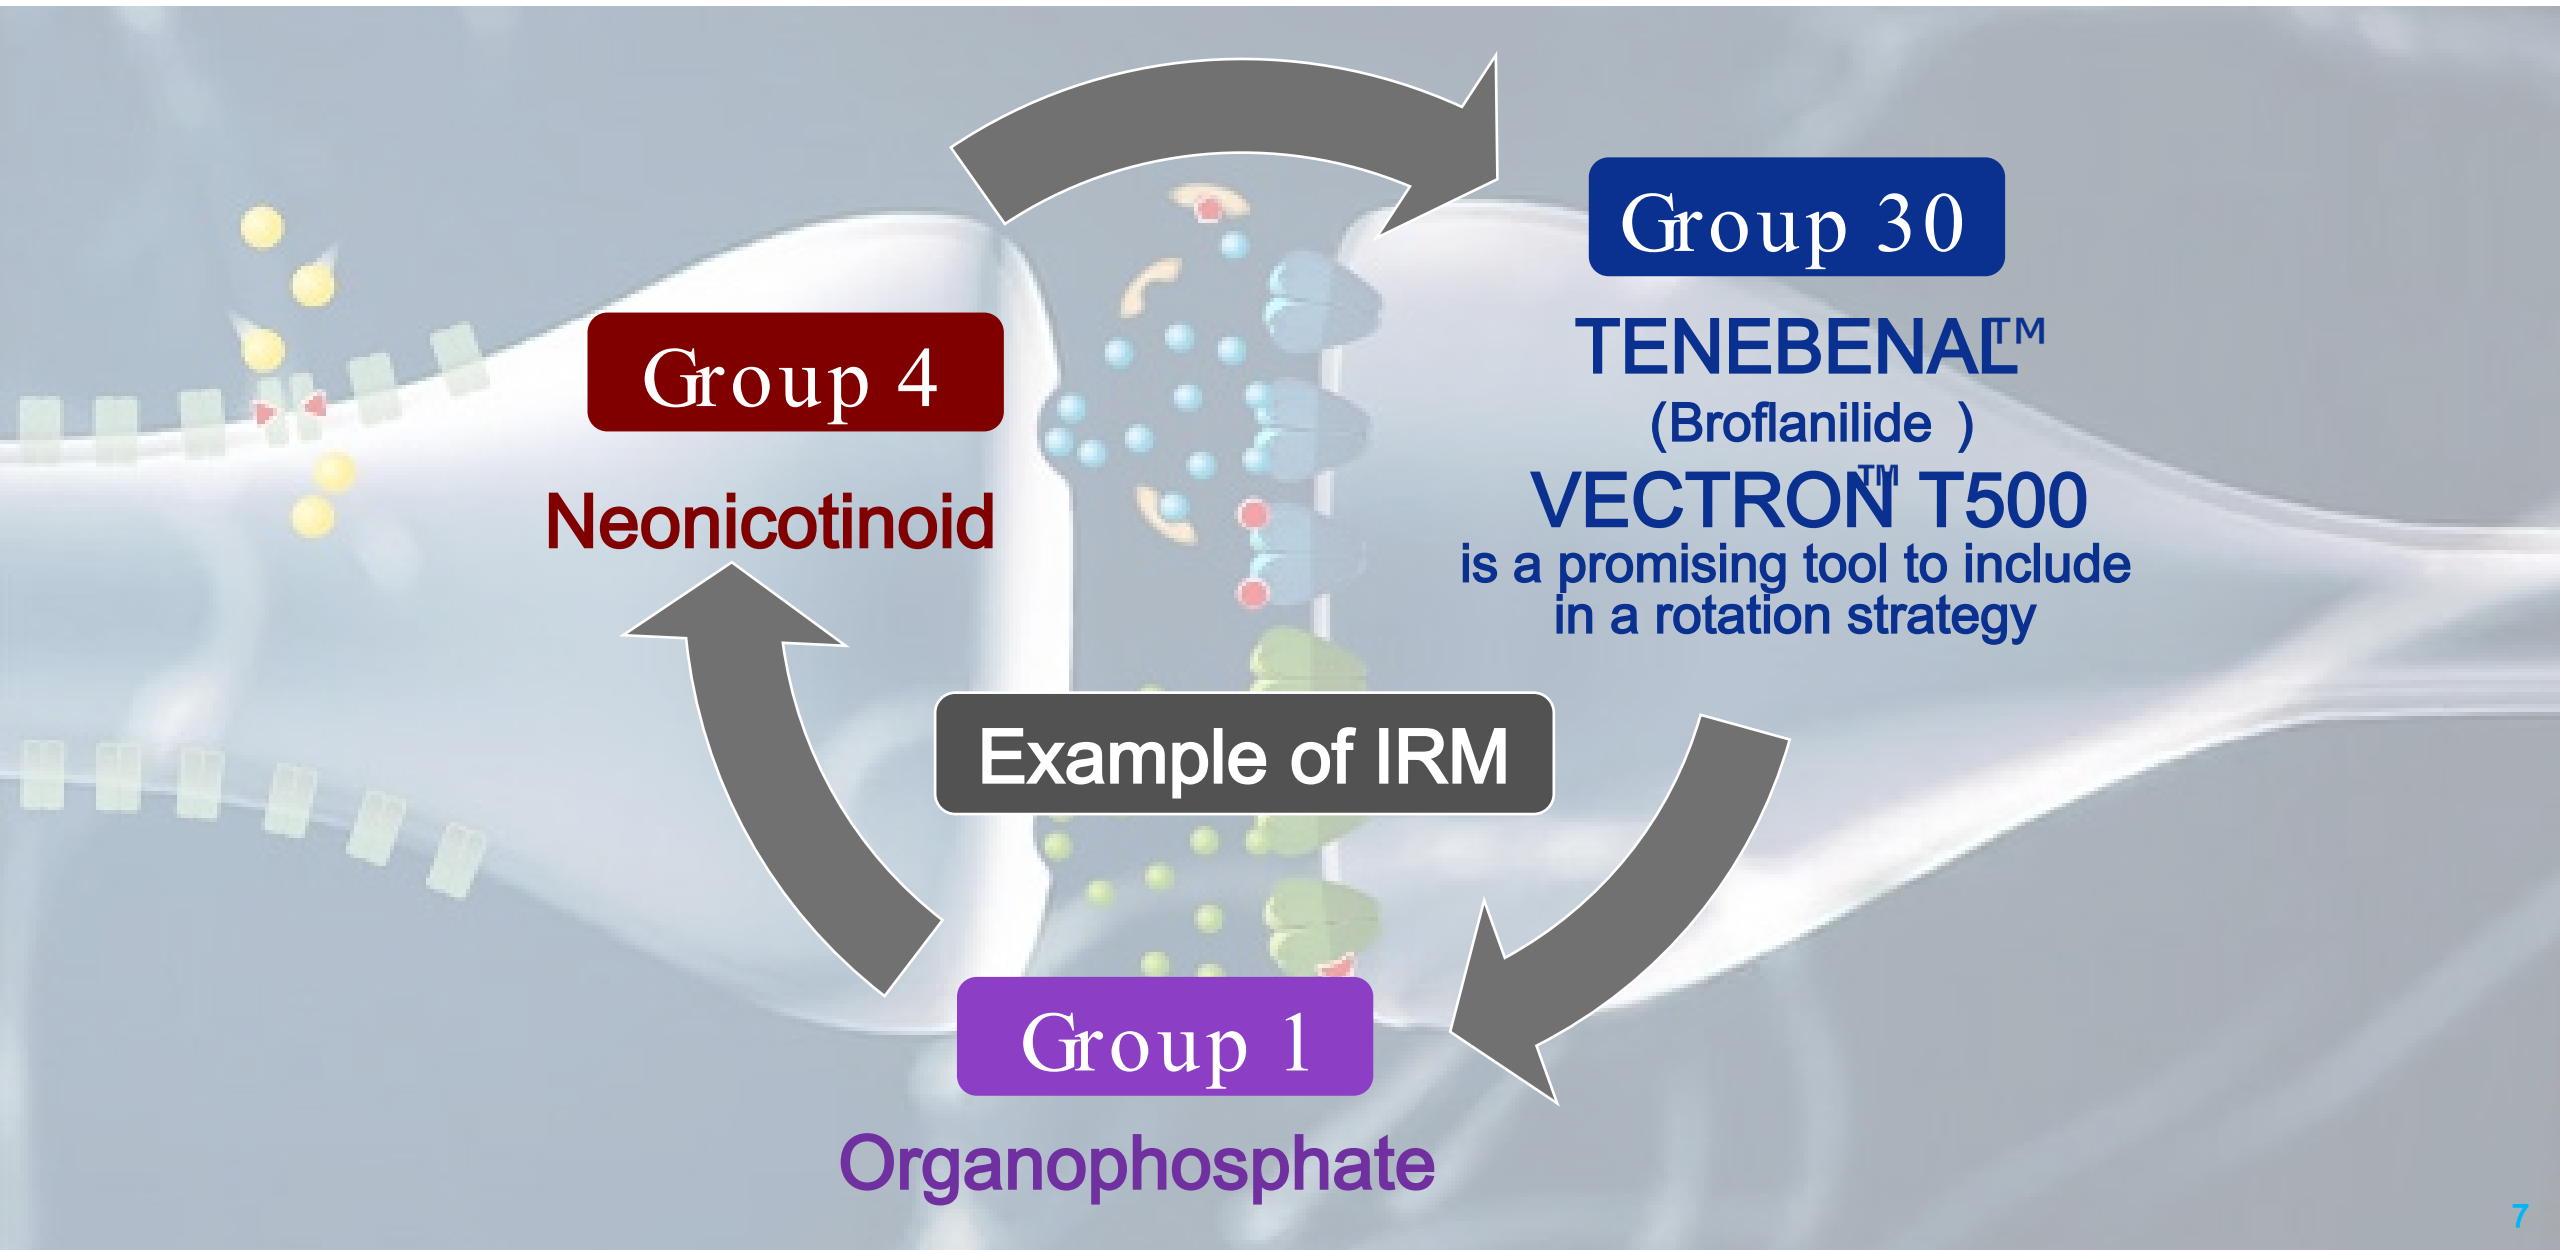 Group 30
TENEBENAL™
(Broflanilide )
VECTRON™ T500
is a promising tool to include
in a rotation strategy
Group 4
Neonicotinoid
Example of IRM
Group 1
Organophosphate
7